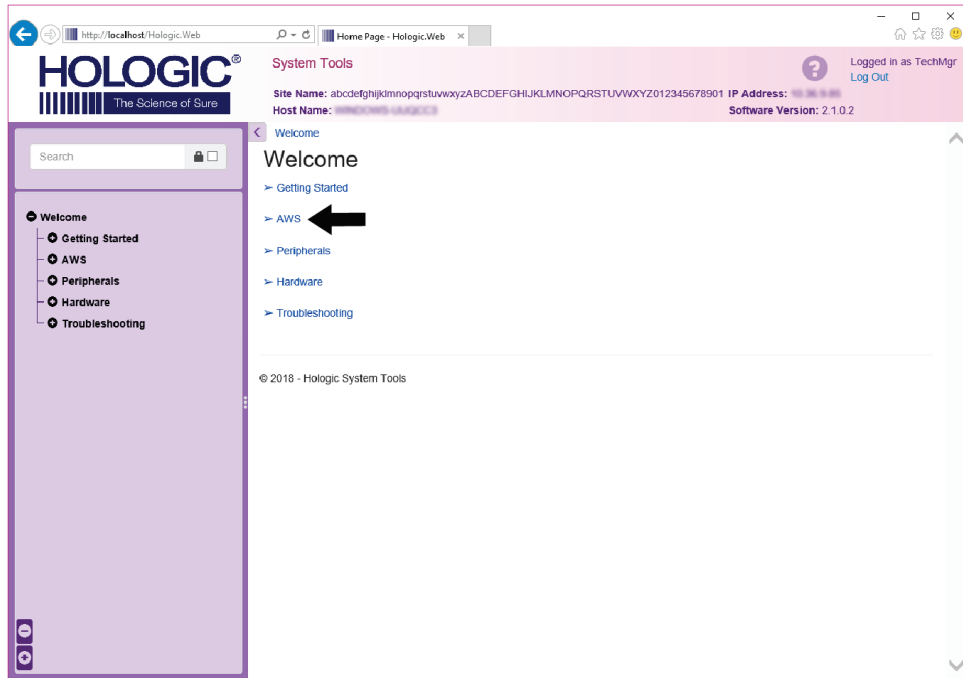 http://localhost/Hologic.Web
Home Page - Hologic.Web
HOLOGIC®
The Science of Sure
System Tools
Logged in as TechMgr
Log Out
Site Name: abcdefghijklmnopqrstuvwxyzABCDEFGHIJKLMNOPQRSTUVWXYZ012345678901 IP Address:
Host Name:
Software Version: 2.1.0.2
Search
Welcome
Getting Started
AWS
Peripherals
Hardware
Troubleshooting
Welcome
Welcome
Getting Started
AWS
Peripherals
Hardware
Troubleshooting
© 2018 - Hologic System Tools